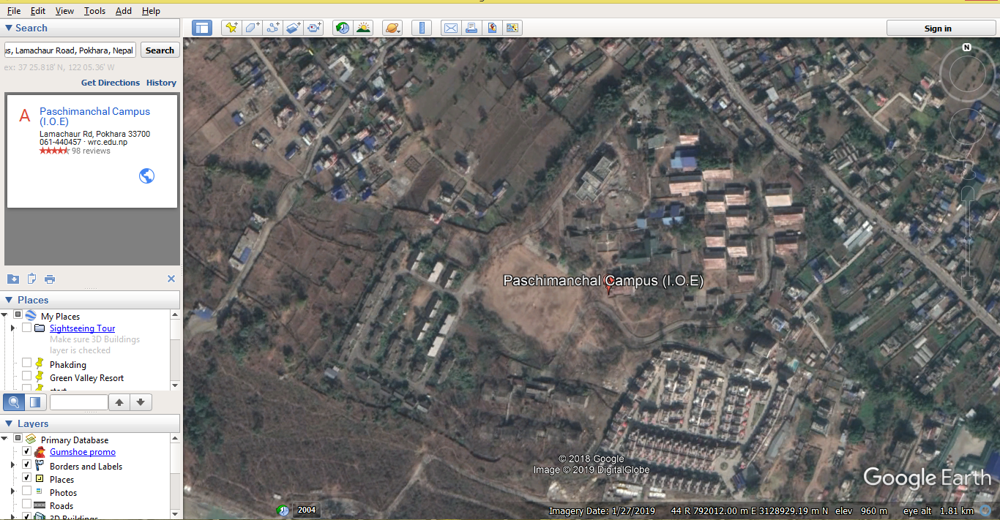 File Edit View Tools Add Help
Search
Sign in
us, Lamachaur Road, Pokhara, Nepal Search
ex: 37 25.818' N, 122 05.36' W
Get Directions History
A Paschimanchal Campus
(I.O.E)
Lamachaur Rd, Pokhara 33700
061-440457 · wrc.edu.np
98 reviews
Places
My Places
Sightseeing Tour
Make sure 3D Buildings
layer is checked
Phakding
Green Valley Resort
start
Layers
Primary Database
Gumshoe promo
Borders and Labels
Places
Photos
Roads
3D Buildings
N
Paschimanchal Campus (I.O.E)
© 2018 Google
Image © 2019 DigitalGlobe
Google Earth
2004
Imagery Date: 1/27/2019 44 R 792012.00 m E 3128929.19 m N elev 960 m eye alt 1.81 km